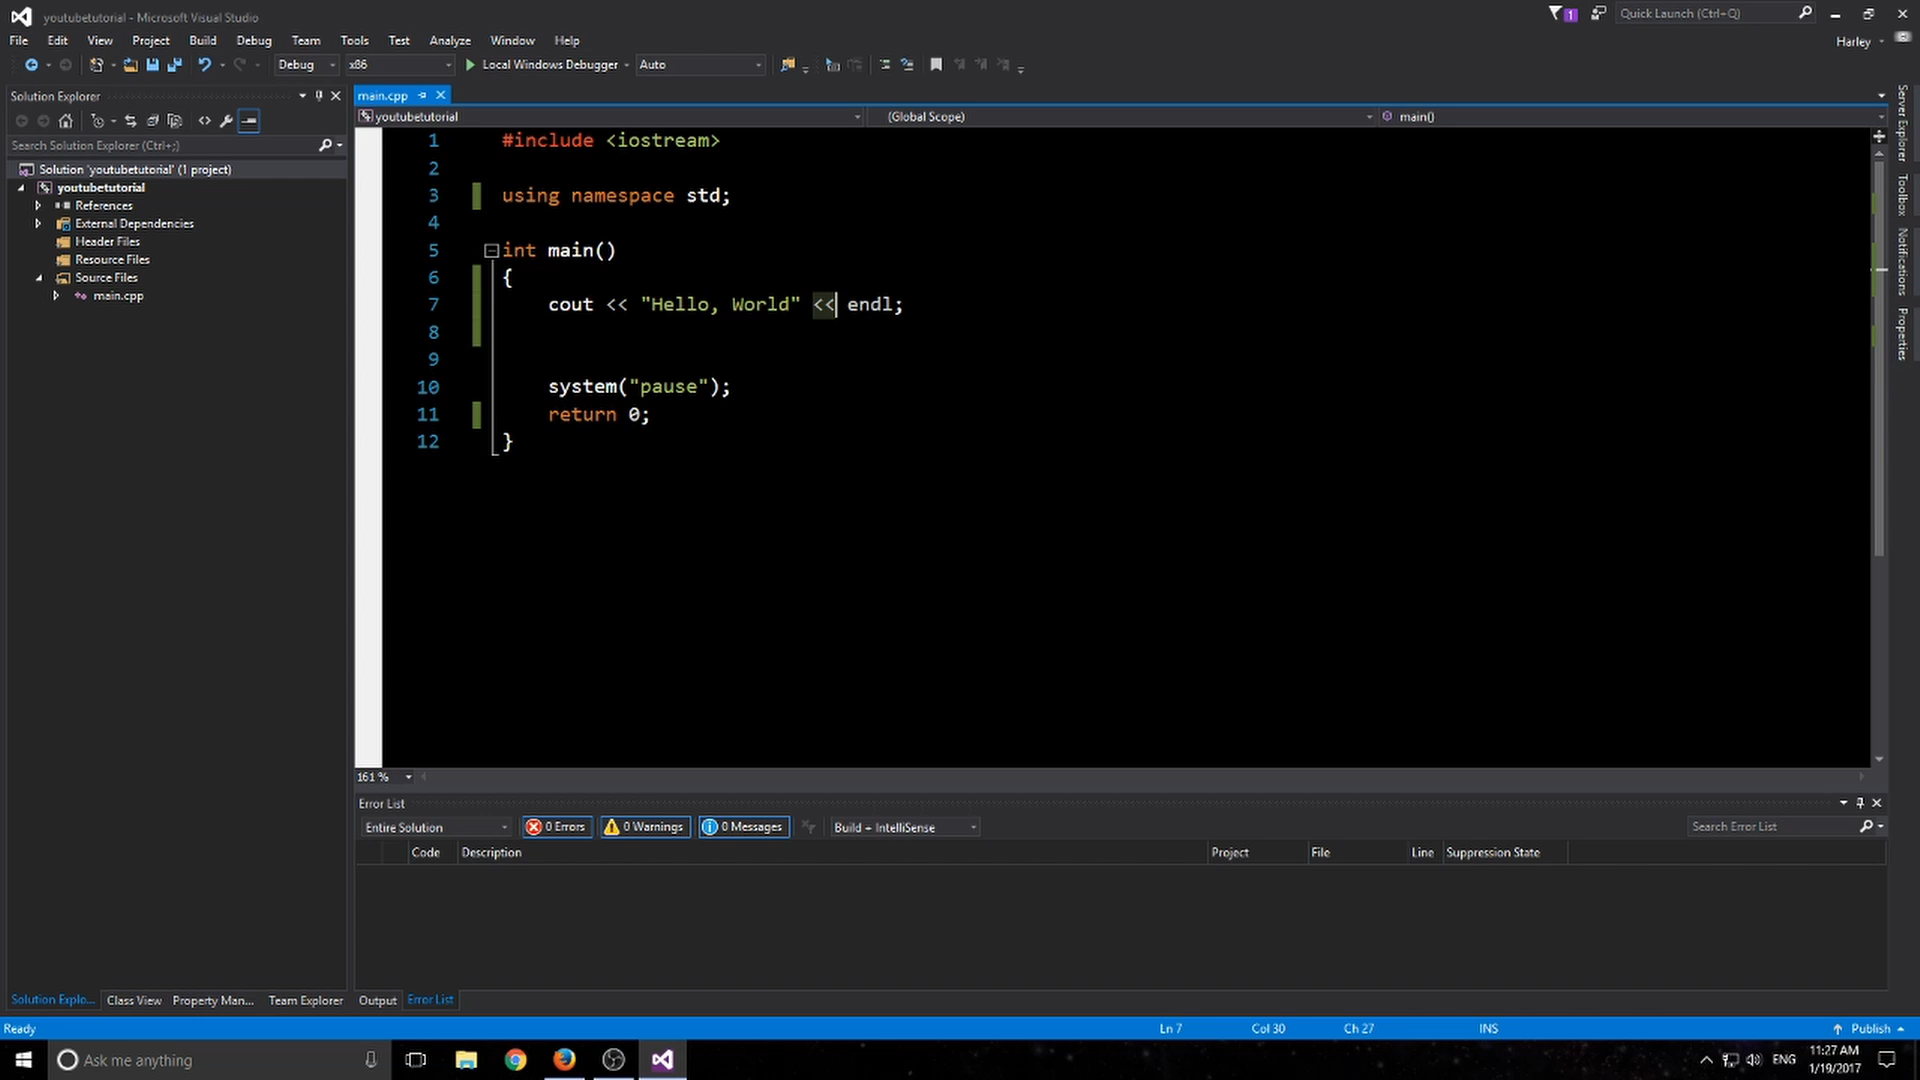 youtubetutorial - Microsoft Visual Studio
1
Quick Launch (Ctrl+Q)
File Edit View Project Build Debug Team Tools Test Analyze Window Help
Harley
Debug x86 Local Windows Debugger Auto
Solution Explorer
main.cpp
youtubetutorial (Global Scope) main()
Search Solution Explorer (Ctrl+;)
Solution 'youtubetutorial' (1 project)
youtubetutorial
References
External Dependencies
Header Files
Resource Files
Source Files
main.cpp
1 #include <iostream>
2
3 using namespace std;
4
5 int main()
6 {
7 cout << "Hello, World" << endl;
8
9
10 system("pause");
11 return 0;
12 }
Server Explorer
Toolbox
Notifications
Properties
161 %
Error List
Entire Solution 0 Errors 0 Warnings 0 Messages Build + IntelliSense Search Error List
Code Description Project File Line Suppression State
Solution Explo... Class View Property Man... Team Explorer Output Error List
Ready Ln 7 Col 30 Ch 27 INS Publish
Ask me anything
ENG
11:27 AM
1/19/2017